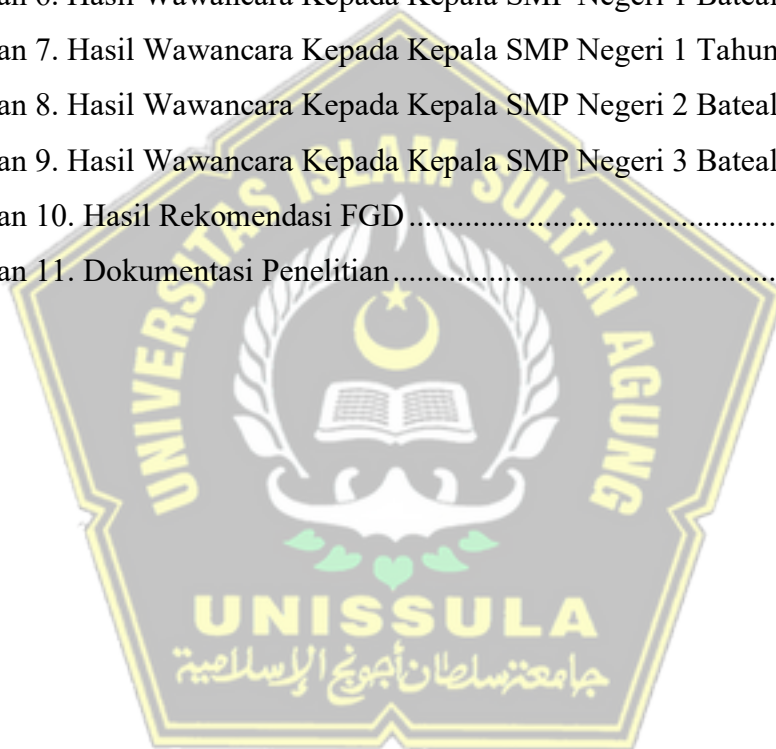 an 6. Hasil Wawancara Kepada Kepala SMP Negeri 1 Bateal
an 7. Hasil Wawancara Kepada Kepala SMP Negeri 1 Tahun
an 8. Hasil Wawancara Kepada Kepala SMP Negeri 2 Bateal
an 9. Hasil Wawancara Kepada Kepala SMP Negeri 3 Bateal
an 10. Hasil Rekomendasi FGD..............................................
an 11. Dokumentasi Penelitian................................................
UNIVERSITAS ISLAM SULTAN AGUNG
UNISSULA
جامعة سلطان أجونج الإسلامية